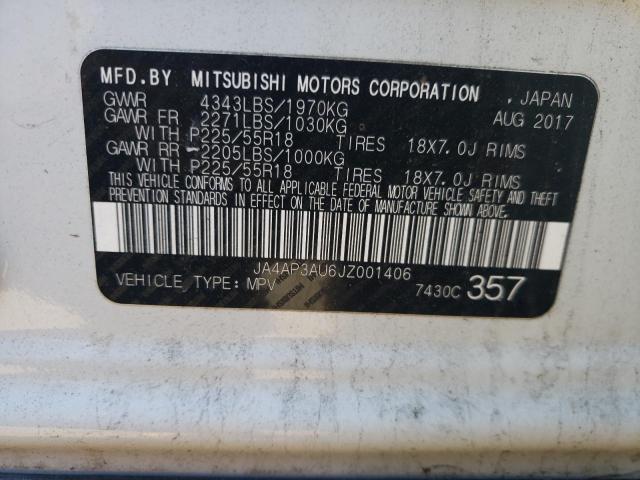 MFD.BY MITSUBISHI MOTORS CORPORATION , JAPAN
GVWR 4343LBS/1970KG AUG 2017
GAWR FR 2271LBS/1030KG
WITH P225/55R18 TIRES 18X7.0J RIMS
GAWR RR 2205LBS/1000KG
WITH P225/55R18 TIRES 18X7.0J RIMS
THIS VEHICLE CONFORMS TO ALL APPLICABLE FEDERAL MOTOR VEHICLE SAFETY AND THEFT
PREVENTION STANDARDS IN EFFECT ON THE DATE OF MANUFACTURE SHOWN ABOVE.
JA4AP3AU6JZ001406
VEHICLE TYPE: MPV 7430C 357